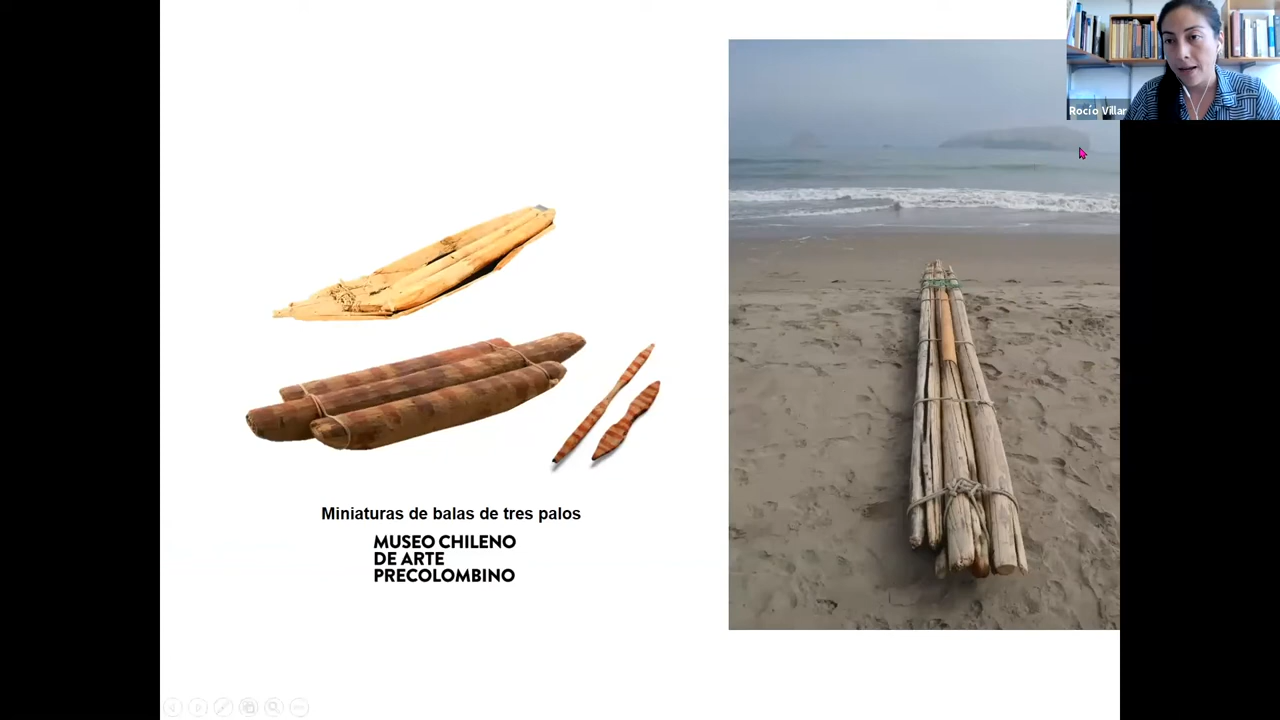 Rocío Villar
Miniaturas de balas de tres palos
MUSEO CHILENO
DE ARTE
PRECOLOMBINO